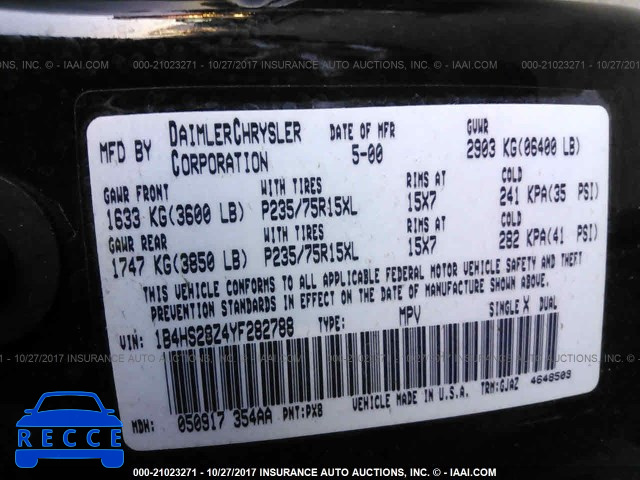 000-21023271 / 10/27/2017 INSURANCE AUTO AUCTIONS, INC. © - IAAI.COM
MFD BY DAIMLERCHRYSLER CORPORATION DATE OF MFR 5-00 GVWR 2903 KG(06400 LB)
GAWR FRONT WITH TIRES RIMS AT COLD
1633 KG(3600 LB) P235/75R15XL 15X7 241 KPA(35 PSI)
GAWR REAR WITH TIRES RIMS AT COLD
1747 KG(3850 LB) P235/75R15XL 15X7 282 KPA(41 PSI)
THIS VEHICLE CONFORMS TO ALL APPLICABLE FEDERAL MOTOR VEHICLE SAFETY AND THEFT
PREVENTION STANDARDS IN EFFECT ON THE DATE OF MANUFACTURE SHOWN ABOVE.
VIN: 1B4HS28Z4YF282788 TYPE: MPV SINGLE X DUAL
MDH: 050917 354AA PNT:PX8 VEHICLE MADE IN U.S.A. TRM:GJAZ 4648509
RECCE
000-21023271 - 10/27/2017 - INSURANCE AUTO AUCTIONS, INC. © - IAAI.COM